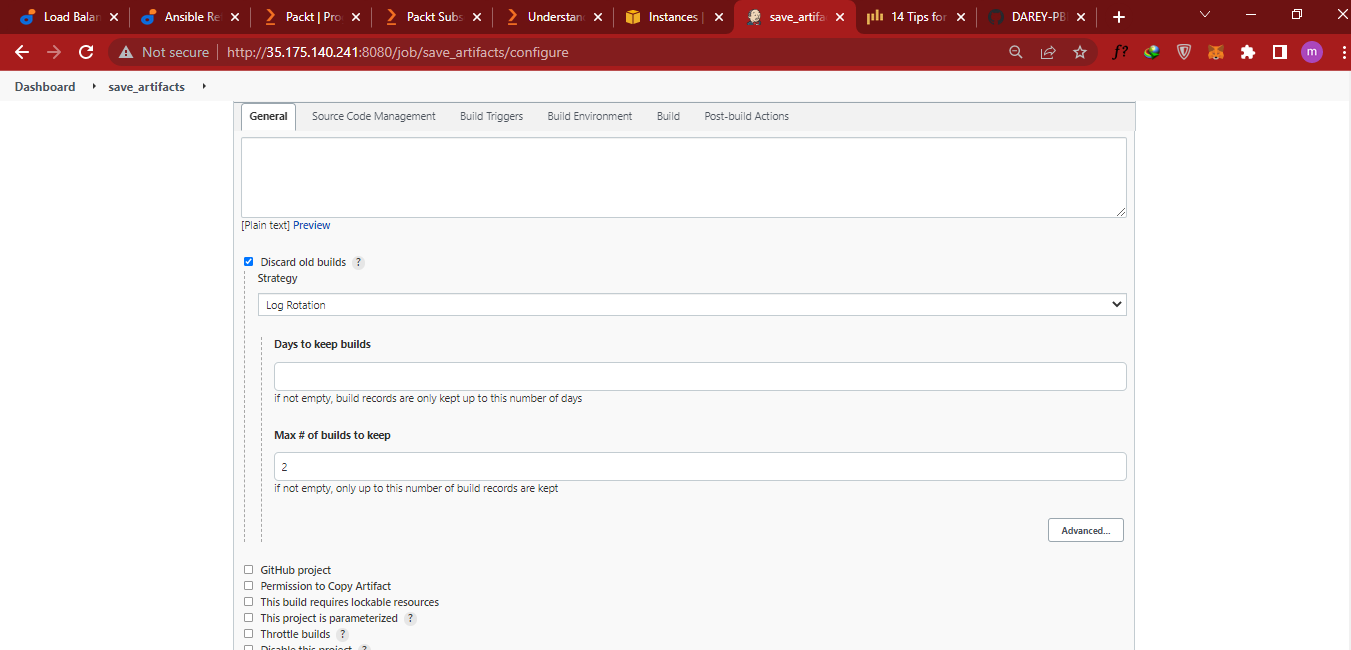 Load Balan
Ansible Re
Packt | Pro
Packt Subs
Understan
Instances |
save_artifa
14 Tips for
DAREY-PB
Not secure | http://35.175.140.241:8080/job/save_artifacts/configure
f?
m
Dashboard save_artifacts
General Source Code Management Build Triggers Build Environment Build Post-build Actions
[Plain text] Preview
Discard old builds ?
Strategy
Log Rotation
Days to keep builds
if not empty, build records are only kept up to this number of days
Max # of builds to keep
2
if not empty, only up to this number of build records are kept
Advanced...
GitHub project
Permission to Copy Artifact
This build requires lockable resources
This project is parameterized ?
Throttle builds ?
Disable this project ?